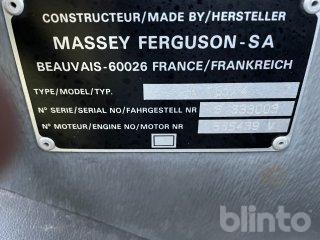 CONSTRUCTEUR/MADE BY/HERSTELLER
MASSEY FERGUSON-SA
BEAUVAIS-60026 FRANCE/FRANKREICH
TYPE/MODEL/TYP.
N° SERIE/SERIAL NO/FAHRGESTELL NR S 339009
N° MOTEUR/ENGINE NO/MOTOR NR
blinto